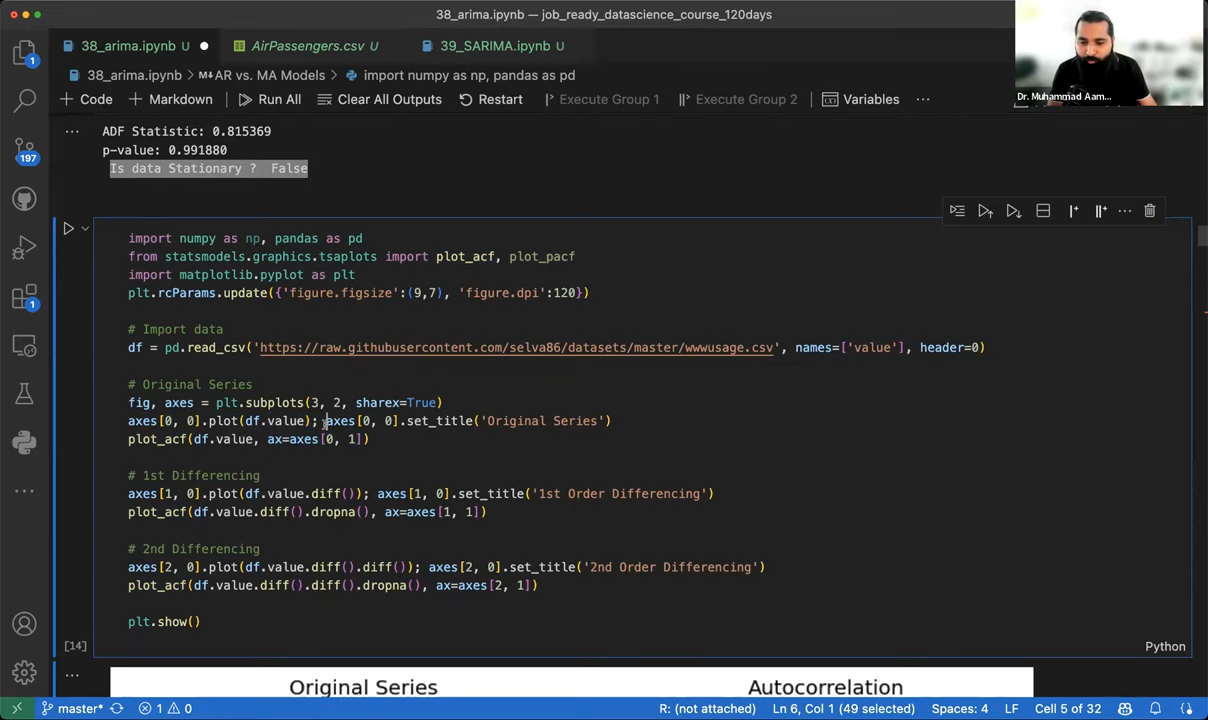 38_arima.ipynb — job_ready_datascience_course_120days
38_arima.ipynb U
AirPassengers.csv U
39_SARIMA.ipynb U
38_arima.ipynb > M↓ AR vs. MA Models > import numpy as np, pandas as pd
Dr. Muhammad Aam...
+ Code + Markdown Run All Clear All Outputs Restart Execute Group 1 Execute Group 2 Variables ...
1
197
1
... ADF Statistic: 0.815369
p-value: 0.991880
Is data Stationary ? False
import numpy as np, pandas as pd
from statsmodels.graphics.tsaplots import plot_acf, plot_pacf
import matplotlib.pyplot as plt
plt.rcParams.update({'figure.figsize':(9,7), 'figure.dpi':120})
# Import data
df = pd.read_csv('https://raw.githubusercontent.com/selva86/datasets/master/wwwusage.csv', names=['value'], header=0)
# Original Series
fig, axes = plt.subplots(3, 2, sharex=True)
axes[0, 0].plot(df.value); axes[0, 0].set_title('Original Series')
plot_acf(df.value, ax=axes[0, 1])
# 1st Differencing
axes[1, 0].plot(df.value.diff()); axes[1, 0].set_title('1st Order Differencing')
plot_acf(df.value.diff().dropna(), ax=axes[1, 1])
# 2nd Differencing
axes[2, 0].plot(df.value.diff().diff()); axes[2, 0].set_title('2nd Order Differencing')
plot_acf(df.value.diff().diff().dropna(), ax=axes[2, 1])
plt.show()
[14]
Python
...
Original Series
Autocorrelation
master* 1 0 R: (not attached) Ln 6, Col 1 (49 selected) Spaces: 4 LF Cell 5 of 32